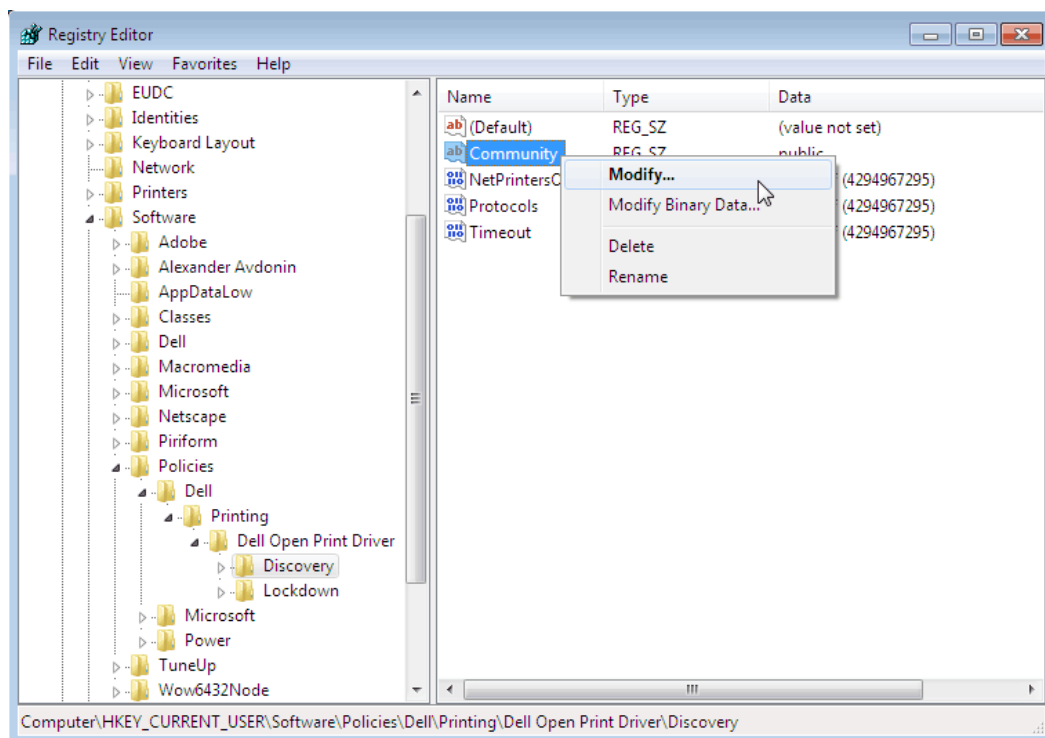 Registry Editor
File Edit View Favorites Help
EUDC
Identities
Keyboard Layout
Network
Printers
Software
Adobe
Alexander Avdonin
AppDataLow
Classes
Dell
Macromedia
Microsoft
Netscape
Piriform
Policies
Dell
Printing
Dell Open Print Driver
Discovery
Lockdown
Microsoft
Power
TuneUp
Wow6432Node
Name Type Data
(Default) REG_SZ (value not set)
Community REG_SZ public
NetPrintersO (4294967295)
Protocols (4294967295)
Timeout (4294967295)
Modify...
Modify Binary Data...
Delete
Rename
Computer\HKEY_CURRENT_USER\Software\Policies\Dell\Printing\Dell Open Print Driver\Discovery